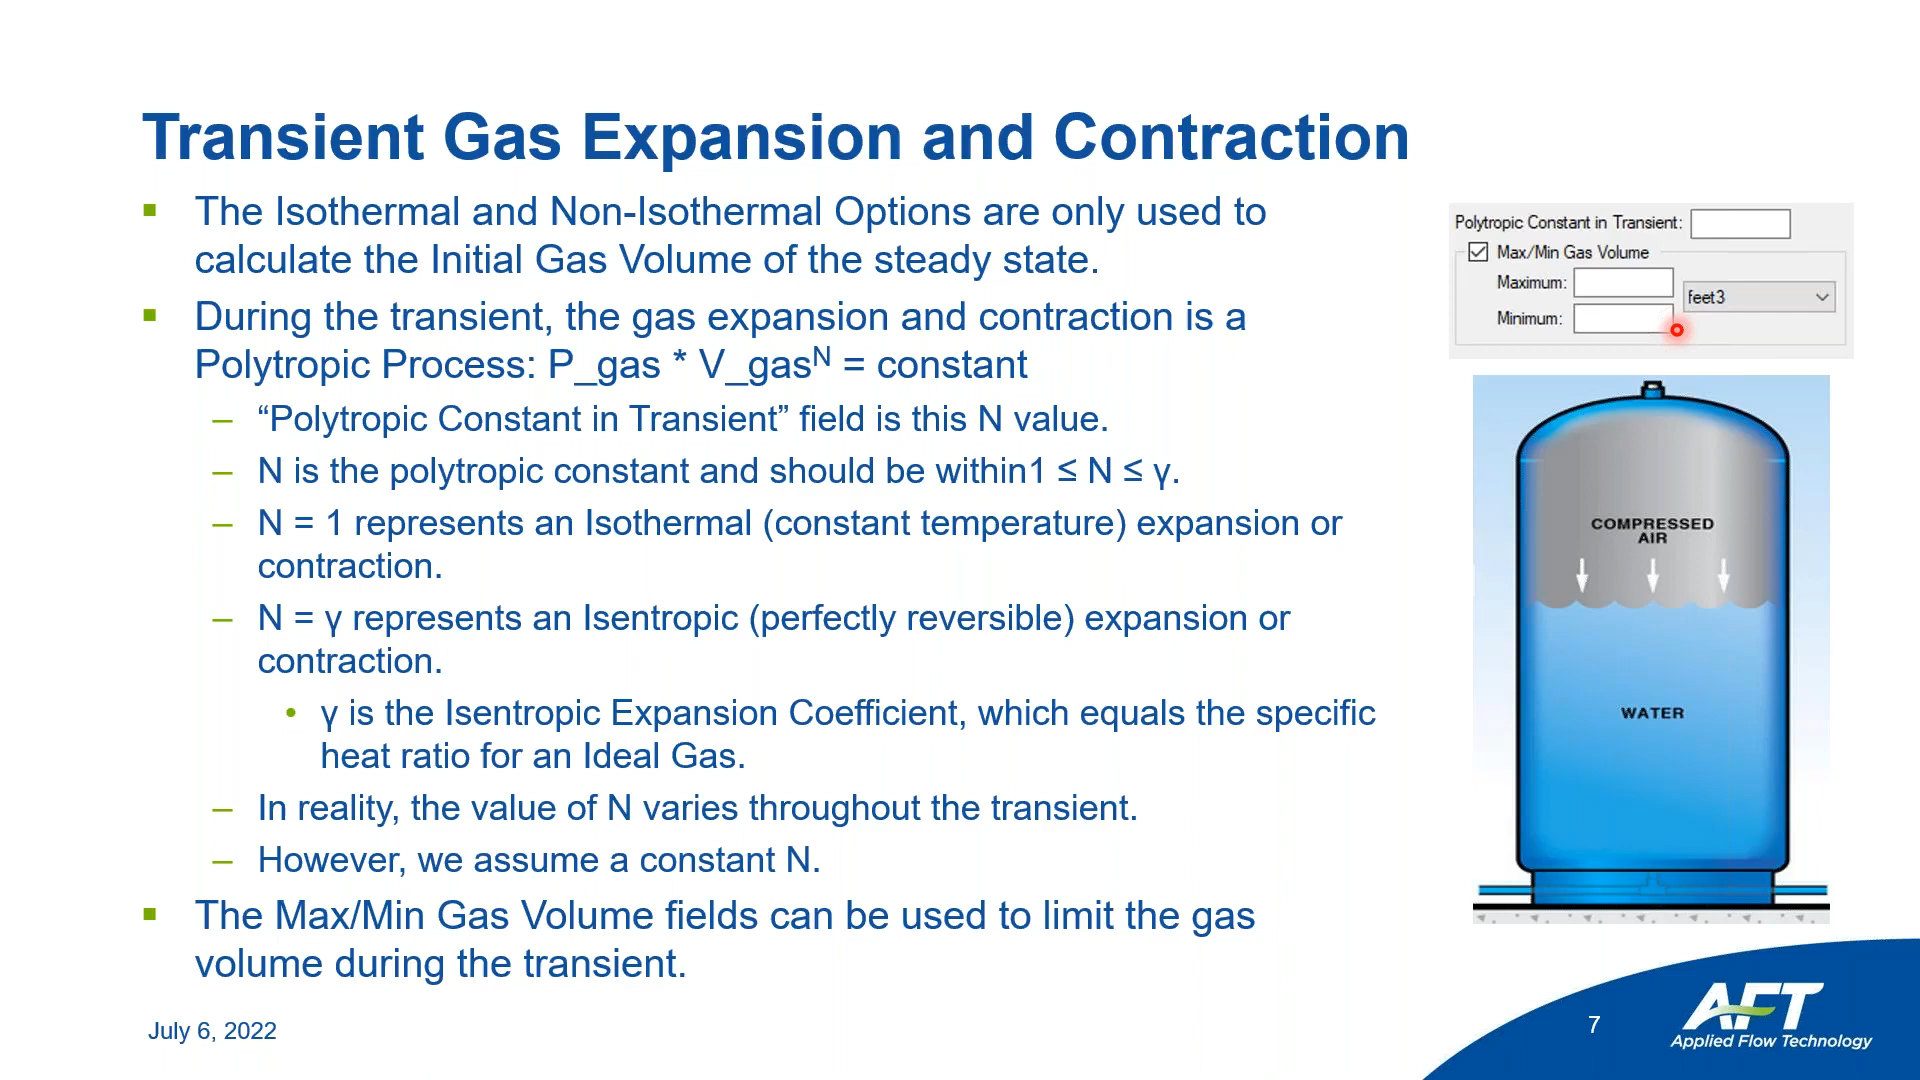 Transient Gas Expansion and Contraction
▪ The Isothermal and Non-Isothermal Options are only used to
calculate the Initial Gas Volume of the steady state.
▪ During the transient, the gas expansion and contraction is a
Polytropic Process: P_gas * V_gasᴺ = constant
– “Polytropic Constant in Transient” field is this N value.
– N is the polytropic constant and should be within1 ≤ N ≤ γ.
– N = 1 represents an Isothermal (constant temperature) expansion or
contraction.
– N = γ represents an Isentropic (perfectly reversible) expansion or
contraction.
• γ is the Isentropic Expansion Coefficient, which equals the specific
heat ratio for an Ideal Gas.
– In reality, the value of N varies throughout the transient.
– However, we assume a constant N.
▪ The Max/Min Gas Volume fields can be used to limit the gas
volume during the transient.
Polytropic Constant in Transient:
Max/Min Gas Volume
Maximum:
feet3
Minimum:
COMPRESSED
AIR
WATER
July 6, 2022
7
AFT
Applied Flow Technology